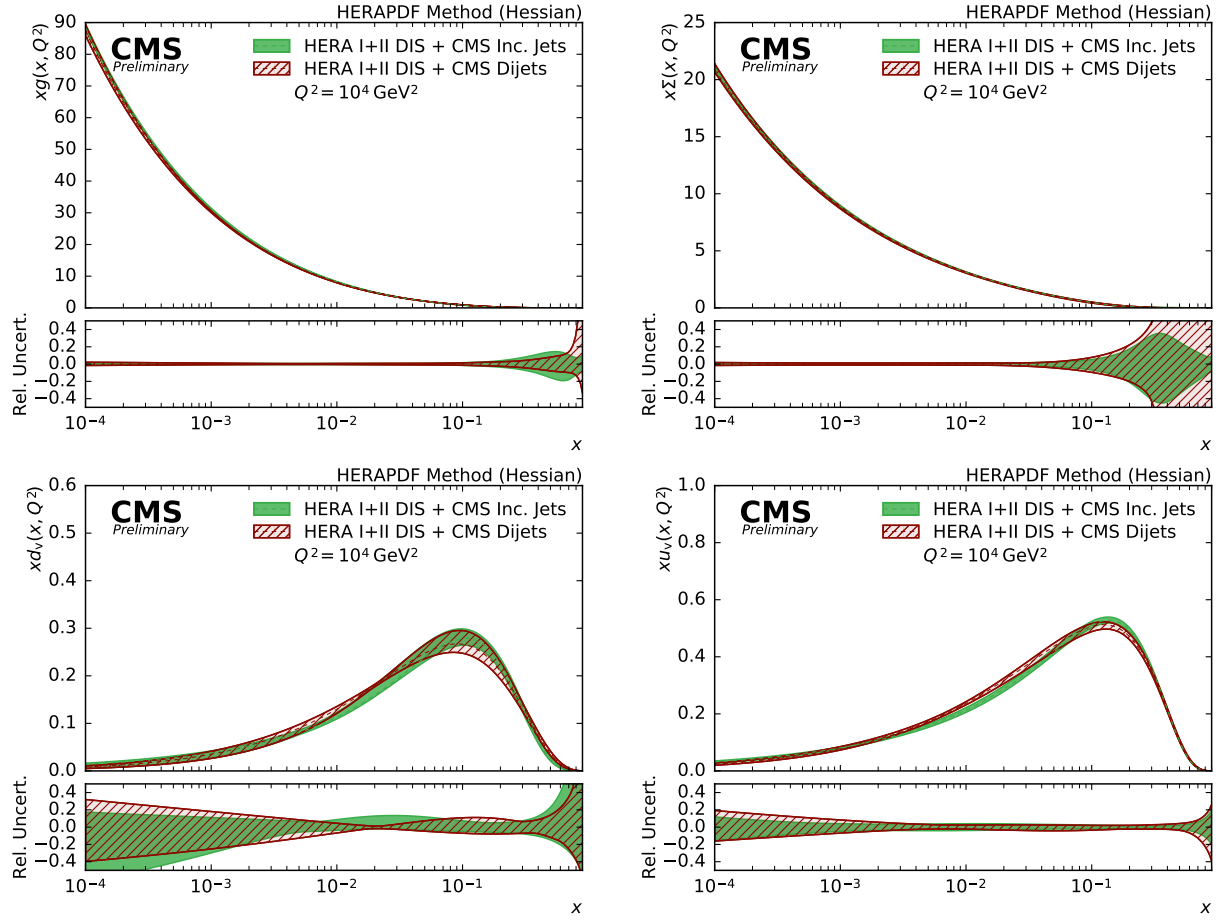 HERAPDF Method (Hessian)
xg(x, Q²)
90
80
70
60
50
40
30
20
10
0
CMS
Preliminary
HERA I+II DIS + CMS Inc. Jets
HERA I+II DIS + CMS Dijets
Q² = 10⁴ GeV²
Rel. Uncert.
0.4
0.2
0.0
−0.2
−0.4
10⁻⁴ 10⁻³ 10⁻² 10⁻¹
x
HERAPDF Method (Hessian)
xΣ(x, Q²)
25
20
15
10
5
0
CMS
Preliminary
HERA I+II DIS + CMS Inc. Jets
HERA I+II DIS + CMS Dijets
Q² = 10⁴ GeV²
Rel. Uncert.
0.4
0.2
0.0
−0.2
−0.4
10⁻⁴ 10⁻³ 10⁻² 10⁻¹
x
HERAPDF Method (Hessian)
xdᵥ(x, Q²)
0.6
0.5
0.4
0.3
0.2
0.1
0.0
CMS
Preliminary
HERA I+II DIS + CMS Inc. Jets
HERA I+II DIS + CMS Dijets
Q² = 10⁴ GeV²
Rel. Uncert.
0.4
0.2
0.0
−0.2
−0.4
10⁻⁴ 10⁻³ 10⁻² 10⁻¹
x
HERAPDF Method (Hessian)
xuᵥ(x, Q²)
1.0
0.8
0.6
0.4
0.2
0.0
CMS
Preliminary
HERA I+II DIS + CMS Inc. Jets
HERA I+II DIS + CMS Dijets
Q² = 10⁴ GeV²
Rel. Uncert.
0.4
0.2
0.0
−0.2
−0.4
10⁻⁴ 10⁻³ 10⁻² 10⁻¹
x